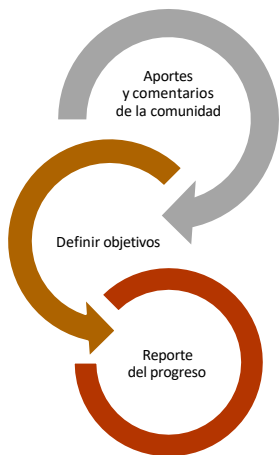 Aportes
y comentarios
de la comunidad
Definir objetivos
Reporte
del progreso